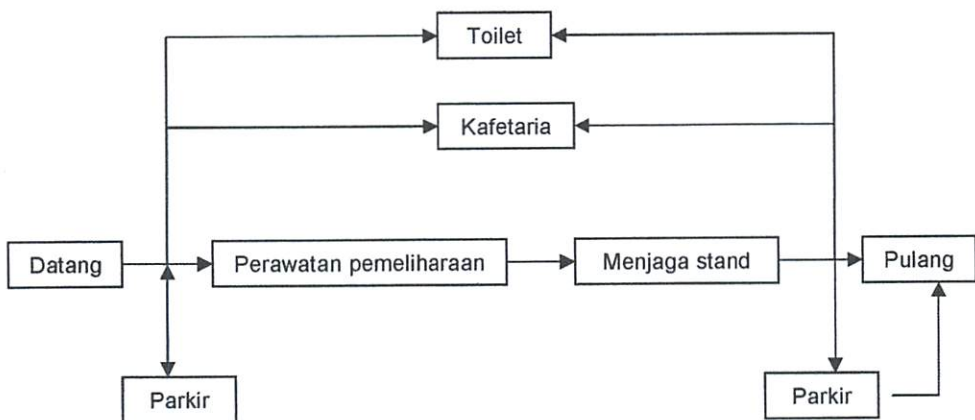 Toilet
Kafetaria
Datang
Perawatan pemeliharaan
Menjaga stand
Pulang
Parkir
Parkir